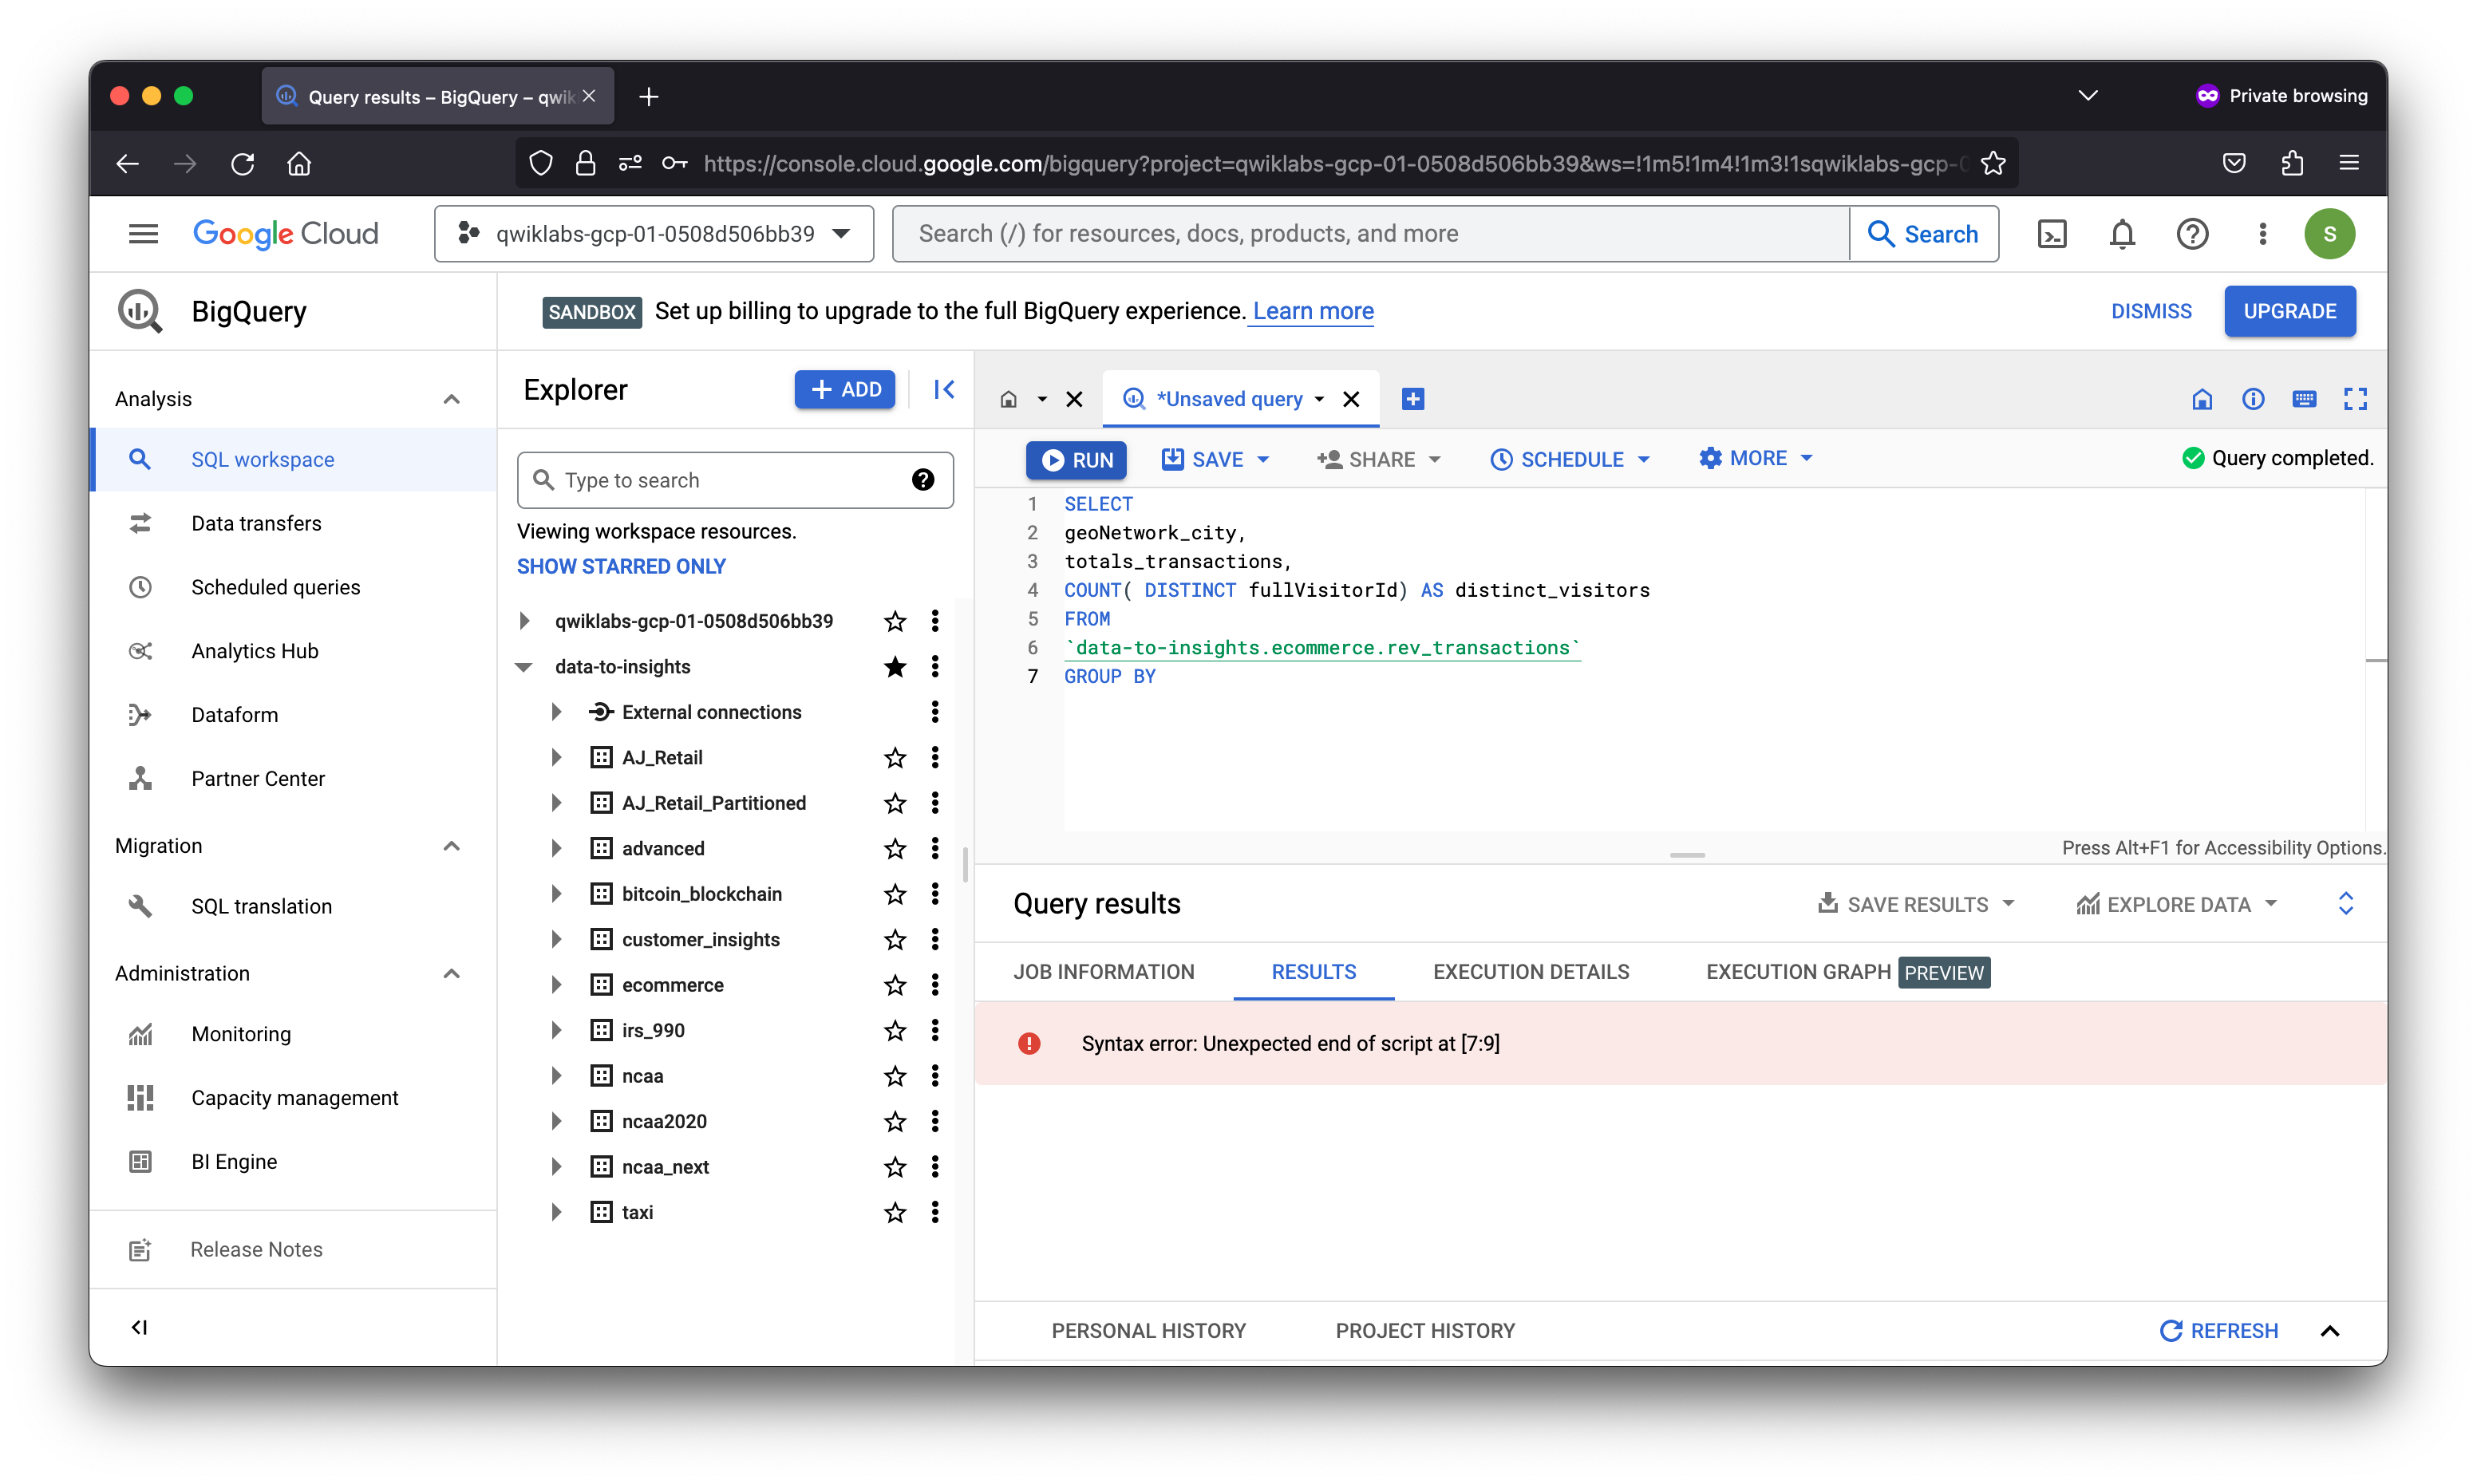 Query results – BigQuery – qwik
Private browsing
https://console.cloud.google.com/bigquery?project=qwiklabs-gcp-01-0508d506bb39&ws=!1m5!1m4!1m3!1sqwiklabs-gcp-0
Google Cloud
qwiklabs-gcp-01-0508d506bb39
Search (/) for resources, docs, products, and more
Search
S
BigQuery
SANDBOX Set up billing to upgrade to the full BigQuery experience. Learn more
DISMISS
UPGRADE
Analysis
SQL workspace
Data transfers
Scheduled queries
Analytics Hub
Dataform
Partner Center
Migration
SQL translation
Administration
Monitoring
Capacity management
BI Engine
Release Notes
Explorer
+ ADD
Type to search
Viewing workspace resources.
SHOW STARRED ONLY
qwiklabs-gcp-01-0508d506bb39
data-to-insights
External connections
AJ_Retail
AJ_Retail_Partitioned
advanced
bitcoin_blockchain
customer_insights
ecommerce
irs_990
ncaa
ncaa2020
ncaa_next
taxi
*Unsaved query
RUN
SAVE
SHARE
SCHEDULE
MORE
Query completed.
1 SELECT
2 geoNetwork_city,
3 totals_transactions,
4 COUNT( DISTINCT fullVisitorId) AS distinct_visitors
5 FROM
6 `data-to-insights.ecommerce.rev_transactions`
7 GROUP BY
Press Alt+F1 for Accessibility Options.
Query results
SAVE RESULTS
EXPLORE DATA
JOB INFORMATION
RESULTS
EXECUTION DETAILS
EXECUTION GRAPH PREVIEW
Syntax error: Unexpected end of script at [7:9]
PERSONAL HISTORY
PROJECT HISTORY
REFRESH